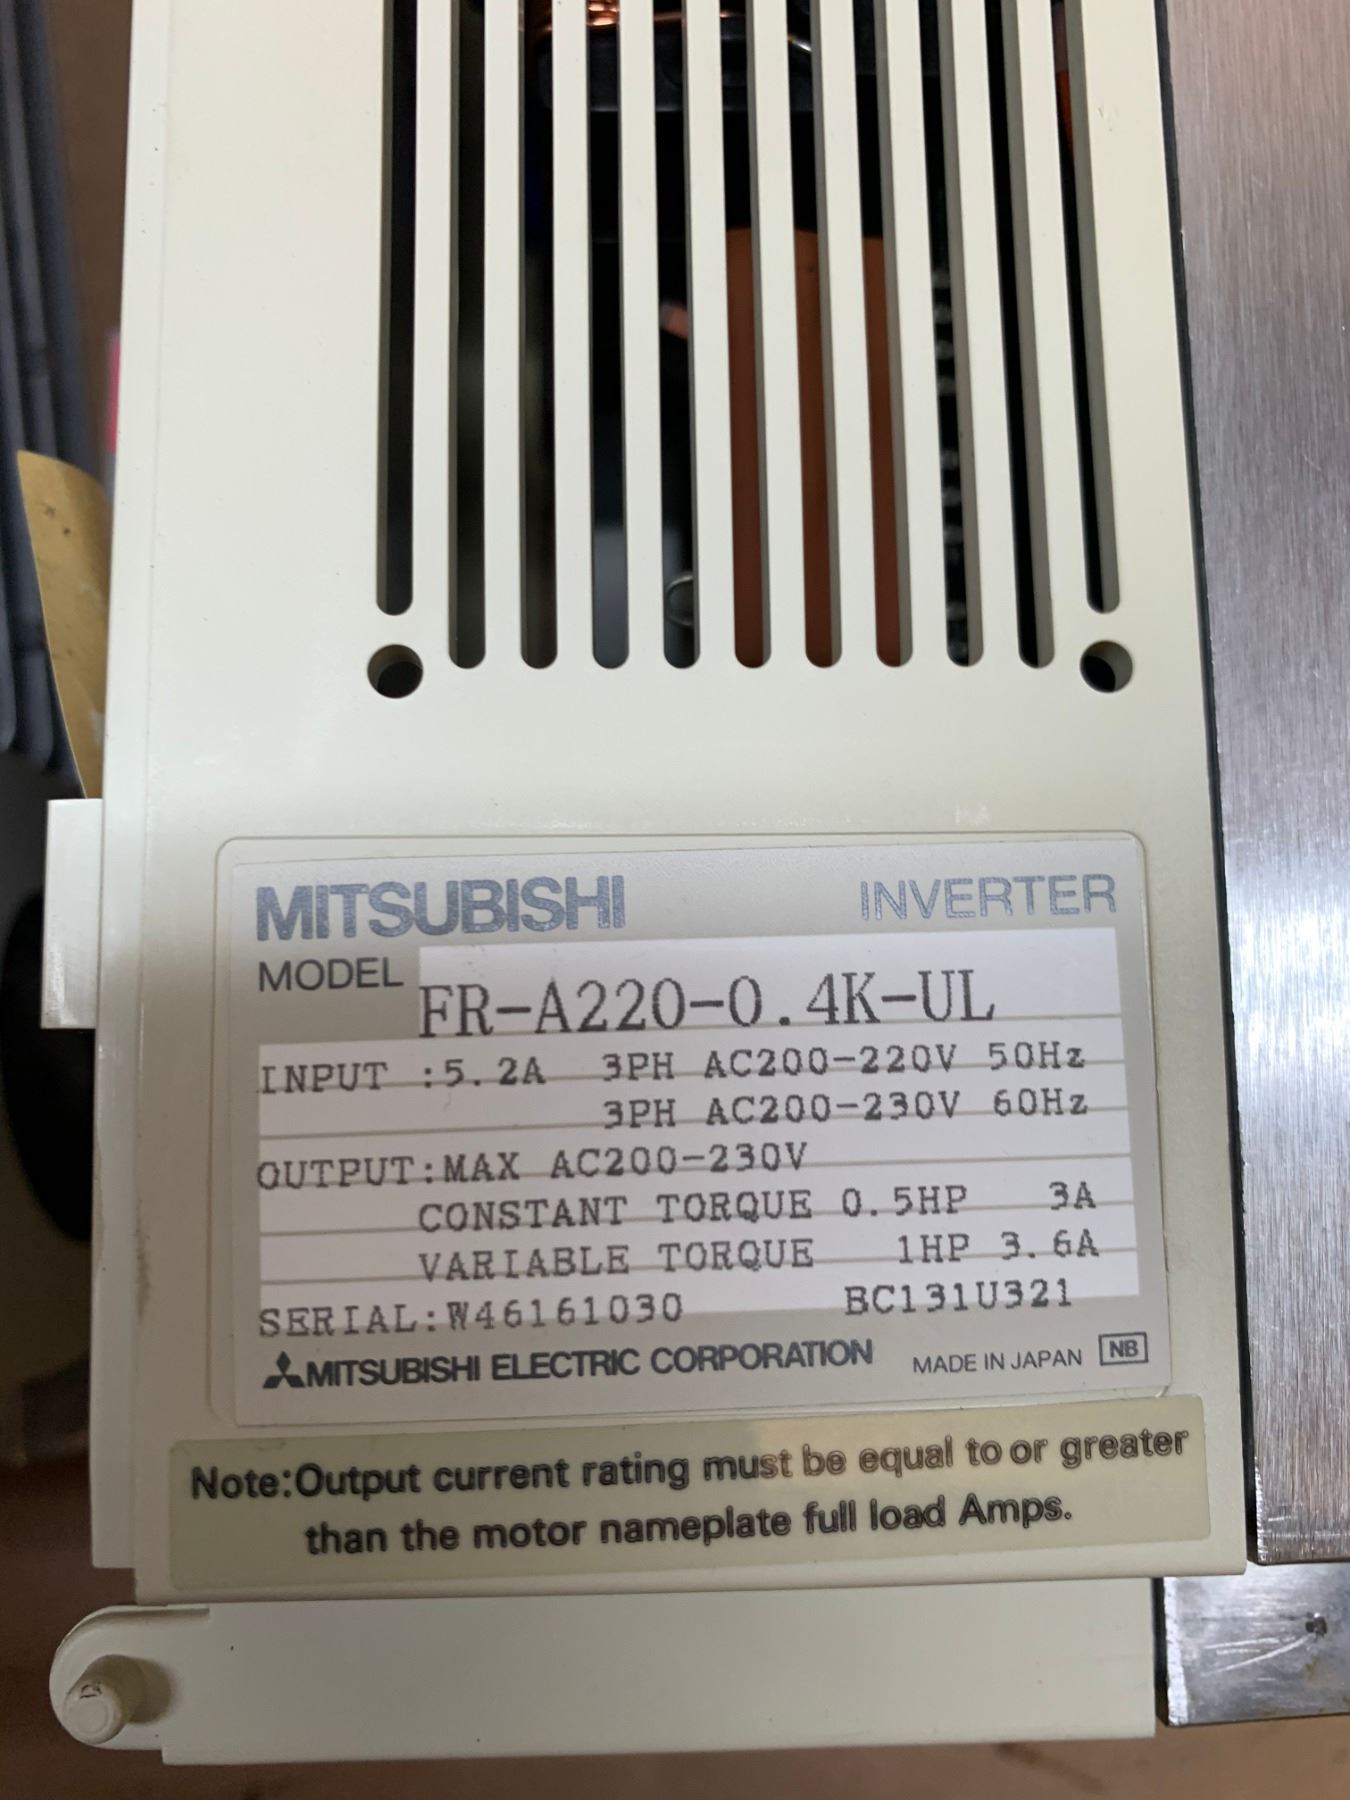 MITSUBISHI INVERTER
MODEL FR-A220-0.4K-UL
INPUT :5.2A 3PH AC200-220V 50Hz
3PH AC200-230V 60Hz
OUTPUT:MAX AC200-230V
CONSTANT TORQUE 0.5HP 3A
VARIABLE TORQUE 1HP 3.6A
SERIAL:W46161030 BC131U321
MITSUBISHI ELECTRIC CORPORATION MADE IN JAPAN NB
Note:Output current rating must be equal to or greater
than the motor nameplate full load Amps.